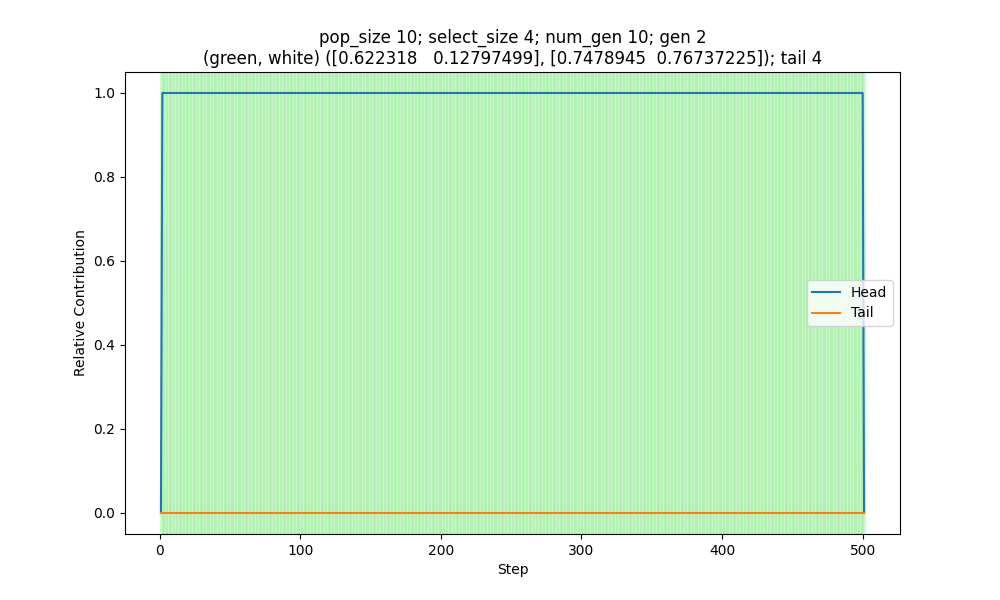 pop_size 10; select_size 4; num_gen 10; gen 2
(green, white) ([0.622318   0.12797499], [0.7478945  0.76737225]); tail 4
1.0
0.8
0.6
0.4
0.2
0.0
Relative Contribution
Head
Tail
0 100 200 300 400 500
Step